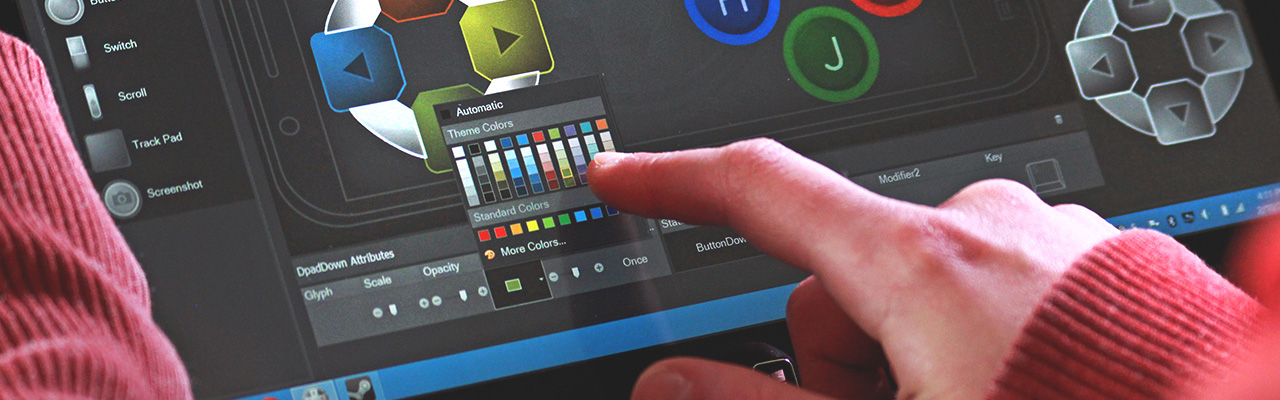 Switch
Scroll
Track Pad
Screenshot
J
Automatic
Theme Colors
Standard Colors
More Colors...
DpadDown Attributes
Glyph
Scale
Opacity
Once
Modifier2
Key